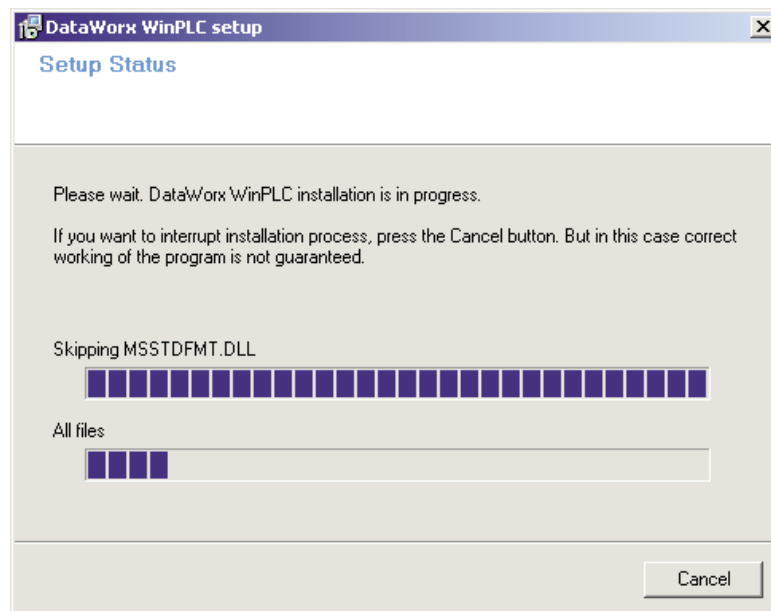 DataWorx WinPLC setup
Setup Status
Please wait. DataWorx WinPLC installation is in progress.
If you want to interrupt installation process, press the Cancel button. But in this case correct
working of the program is not guaranteed.
Skipping MSSTDFMT.DLL
All files
Cancel